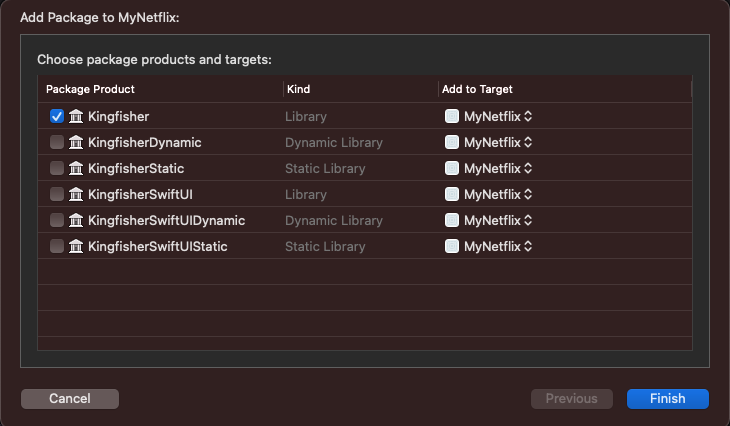 Add Package to MyNetflix:
Choose package products and targets:
Package Product Kind Add to Target
Kingfisher Library MyNetflix
KingfisherDynamic Dynamic Library MyNetflix
KingfisherStatic Static Library MyNetflix
KingfisherSwiftUI Library MyNetflix
KingfisherSwiftUIDynamic Dynamic Library MyNetflix
KingfisherSwiftUIStatic Static Library MyNetflix
Cancel Previous Finish